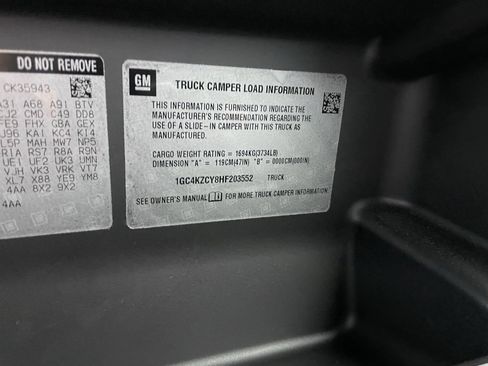 DO NOT REMOVE
CK35943
A31 A68 A91 BTV
CJ2 CMD C49 DD8
FE9 FHX G8A GEX
U96 KA1 KC4 KI4
L5P MAH MW7 NP5
R1A RS7 R8A R9N
UE1 UF2 UK3 UMN
VJH VK3 VRK VT7
XL7 X88 YE9 YM8
4AA 8X2 9X2
4AA
GM
TRUCK CAMPER LOAD INFORMATION
THIS INFORMATION IS FURNISHED TO INDICATE THE
MANUFACTURER'S RECOMMENDATION REGARDING THE
USE OF A SLIDE-IN CAMPER WITH THIS TRUCK AS
MANUFACTURED.
CARGO WEIGHT RATING = 1694KG(3734LB)
DIMENSION "A" = 119CM(47IN) "B" = 0000CM(000IN)
1GC4KZCY8HF203552 TRUCK
SEE OWNER'S MANUAL FOR MORE TRUCK CAMPER INFORMATION.